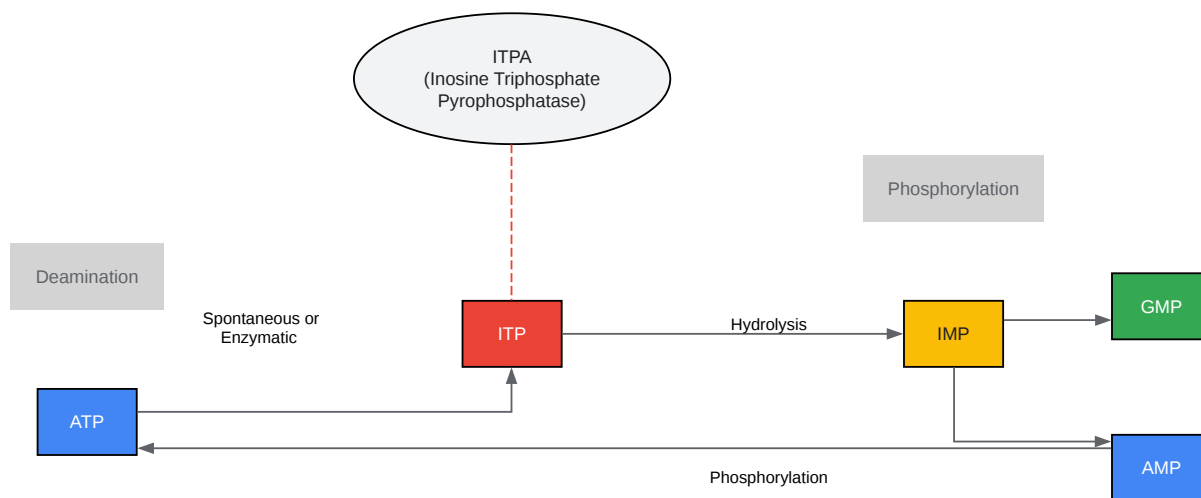 ITPA
(Inosine Triphosphate
Pyrophosphatase)
Phosphorylation
Deamination
Spontaneous or
Enzymatic
ITP
Hydrolysis
IMP
GMP
ATP
AMP
Phosphorylation